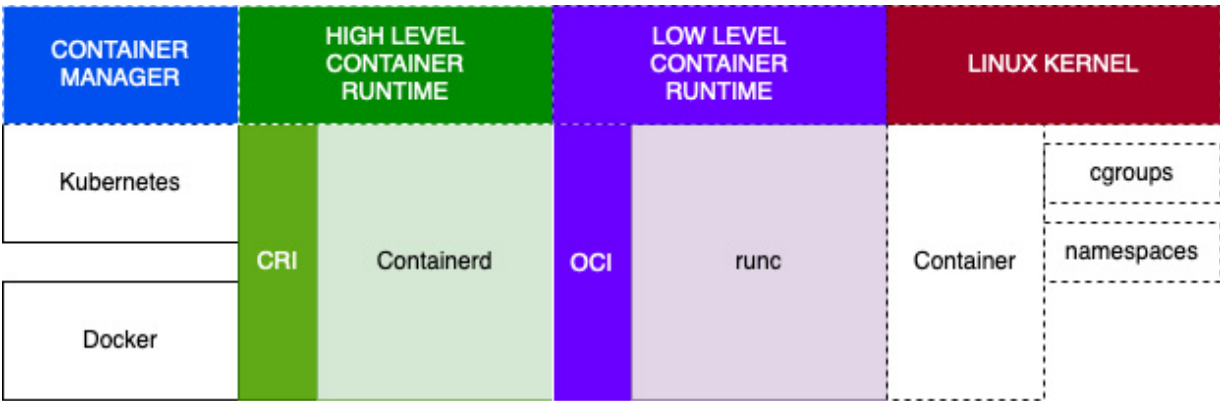 CONTAINER
MANAGER
HIGH LEVEL
CONTAINER
RUNTIME
LOW LEVEL
CONTAINER
RUNTIME
LINUX KERNEL
Kubernetes
Docker
CRI
Containerd
OCI
runc
Container
cgroups
namespaces